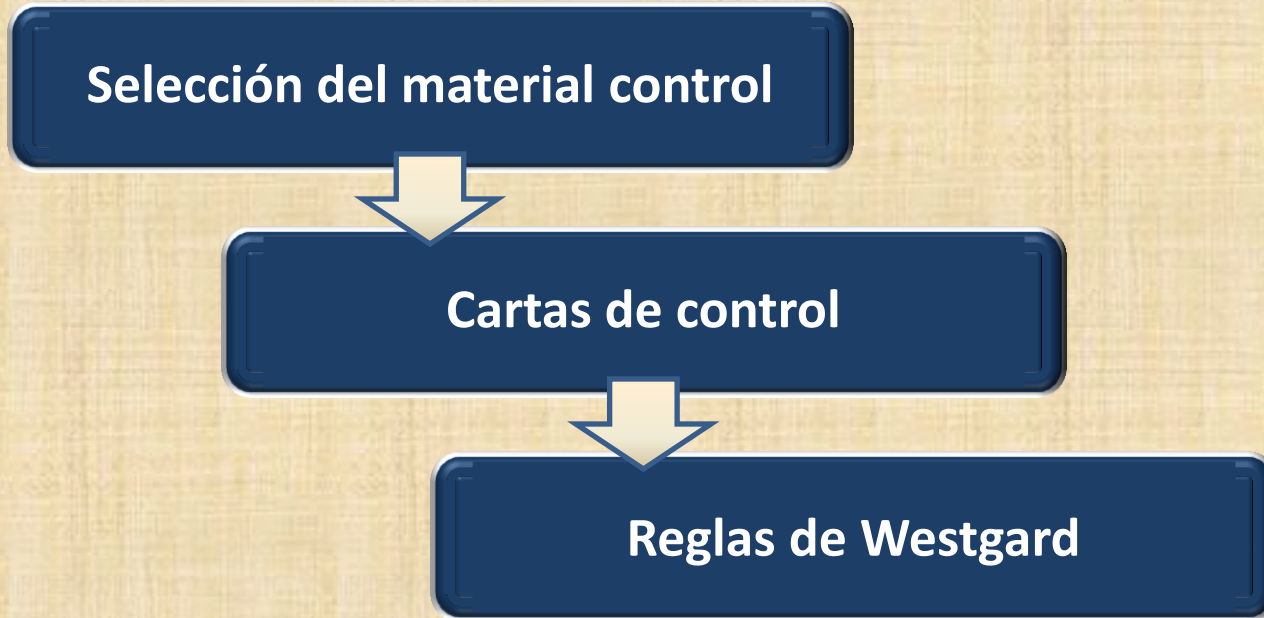 Selección del material control
Cartas de control
Reglas de Westgard